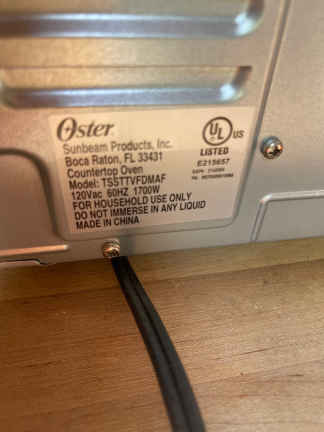 Oster
Sunbeam Products, Inc.
Boca Raton, FL 33431
Countertop Oven
Model: TSSTTVFDMAF
120Vac 60HZ 1700W
FOR HOUSEHOLD USE ONLY
DO NOT IMMERSE IN ANY LIQUID
MADE IN CHINA
UL US
LISTED
E215657